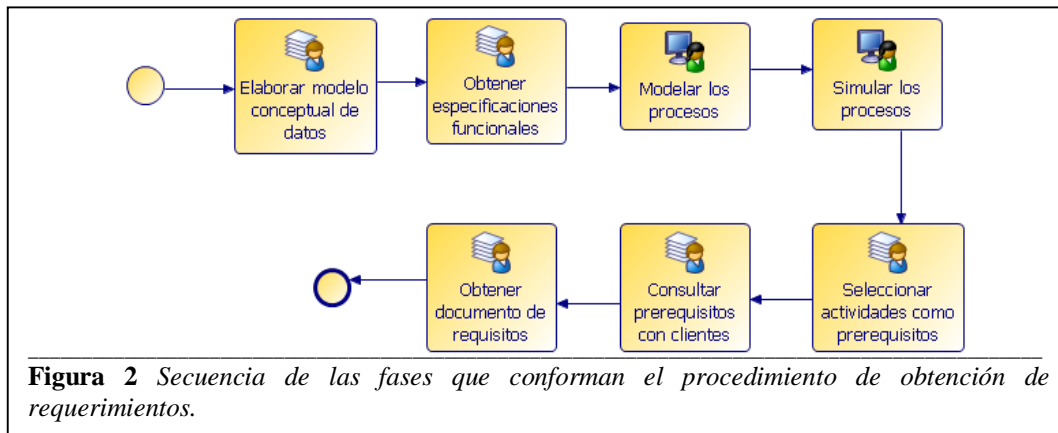 Elaborar modelo
conceptual de
datos
Obtener
especificaciones
funcionales
Modelar los
procesos
Simular los
procesos
Seleccionar
actividades como
prerequisitos
Consultar
prerequisitos
con clientes
Obtener
documento de
requisitos
Figura 2 Secuencia de las fases que conforman el procedimiento de obtención de
requerimientos.